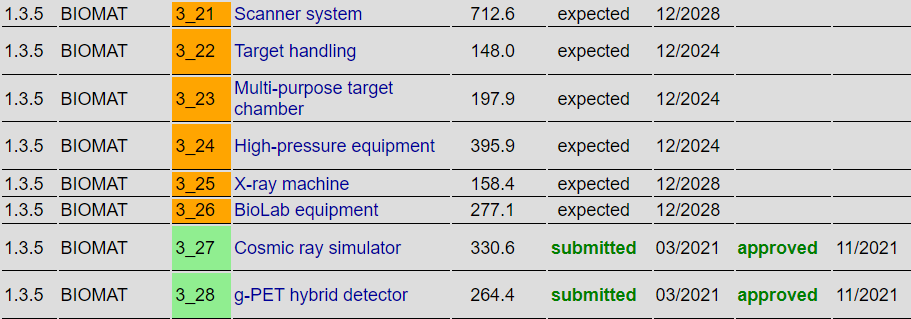 1.3.5 BIOMAT 3_21 Scanner system 712.6 expected 12/2028
1.3.5 BIOMAT 3_22 Target handling 148.0 expected 12/2024
1.3.5 BIOMAT 3_23 Multi-purpose target chamber 197.9 expected 12/2024
1.3.5 BIOMAT 3_24 High-pressure equipment 395.9 expected 12/2024
1.3.5 BIOMAT 3_25 X-ray machine 158.4 expected 12/2028
1.3.5 BIOMAT 3_26 BioLab equipment 277.1 expected 12/2028
1.3.5 BIOMAT 3_27 Cosmic ray simulator 330.6 submitted 03/2021 approved 11/2021
1.3.5 BIOMAT 3_28 g-PET hybrid detector 264.4 submitted 03/2021 approved 11/2021